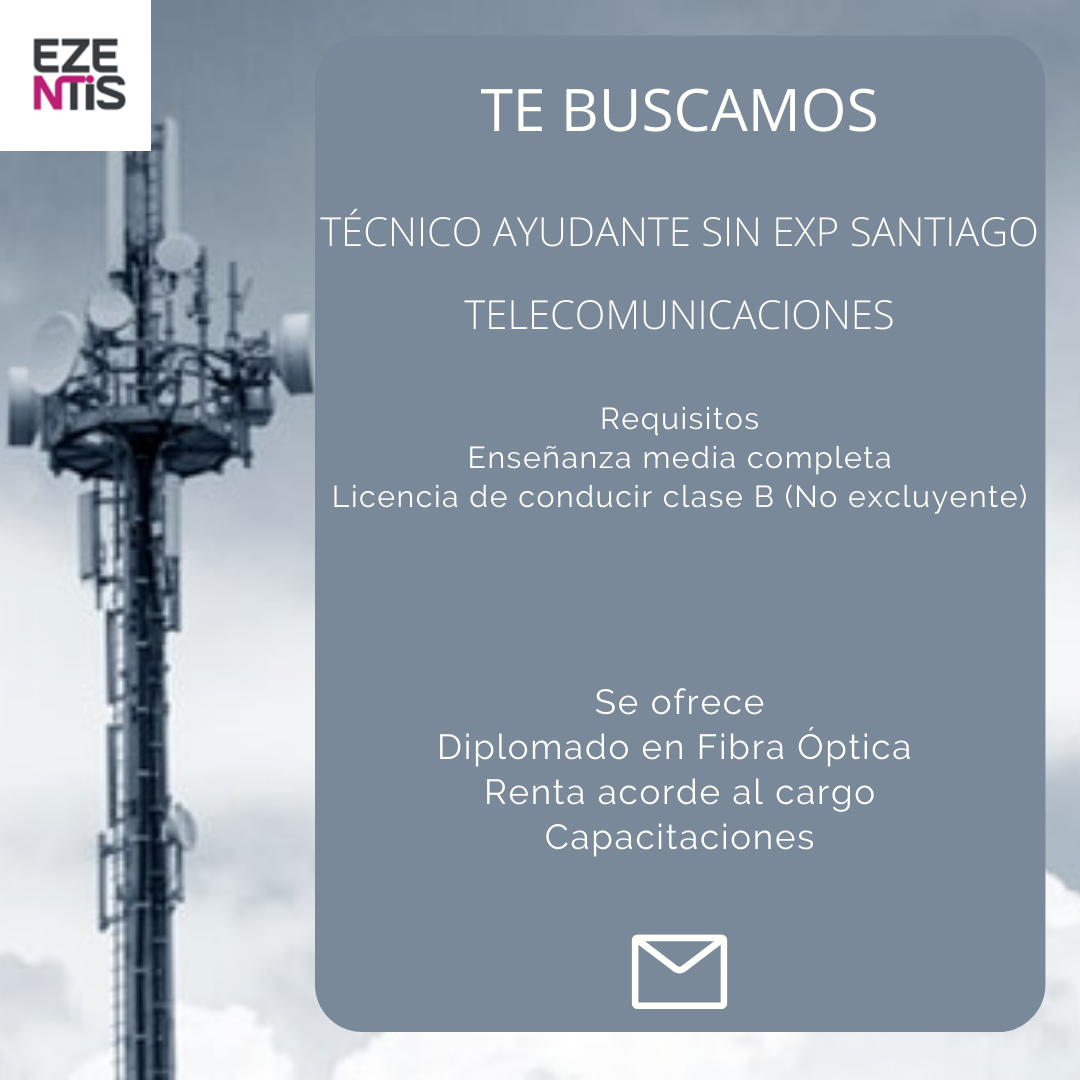 EZE
NTiS
TE BUSCAMOS
TÉCNICO AYUDANTE SIN EXP SANTIAGO
TELECOMUNICACIONES
Requisitos
Enseñanza media completa
Licencia de conducir clase B (No excluyente)
Se ofrece
Diplomado en Fibra Óptica
Renta acorde al cargo
Capacitaciones